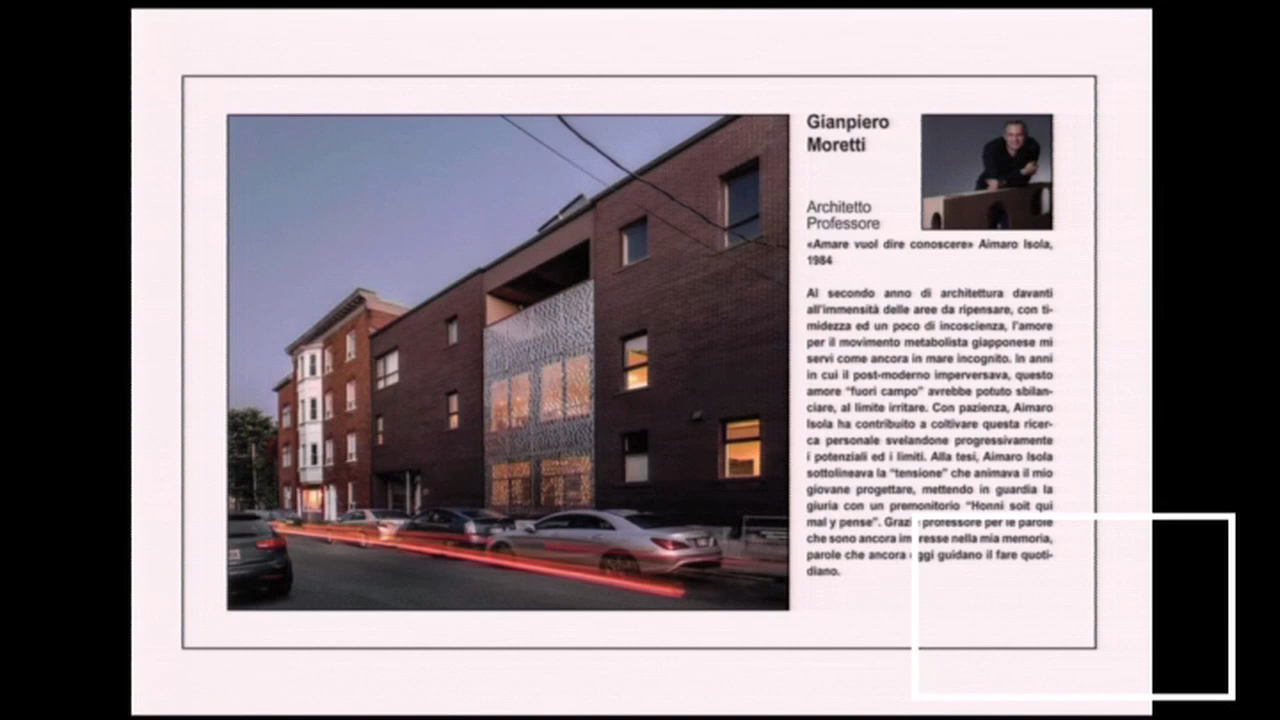 Gianpiero
Moretti
Architetto
Professore
«Amare vuol dire conoscere» Aimaro Isola,
1984
Al secondo anno di architettura davanti
all'immensità delle aree da ripensare, con ti-
midezza ed un poco di incoscienza, l'amore
per il movimento metabolista giapponese mi
servì come ancora in mare incognito. In anni
in cui il post-moderno imperversava, questo
amore "fuori campo" avrebbe potuto sbilan-
ciare, al limite irritare. Con pazienza, Aimaro
Isola ha contribuito a coltivare questa ricer-
ca personale svelandone progressivamente
i potenziali ed i limiti. Alla tesi, Aimaro Isola
sottolineava la "tensione" che animava il mio
giovane progettare, mettendo in guardia la
giuria con un premonitorio "Honni soit qui
mal y pense". Grazie professore per le parole
che sono ancora impresse nella mia memoria,
parole che ancora oggi guidano il fare quoti-
diano.